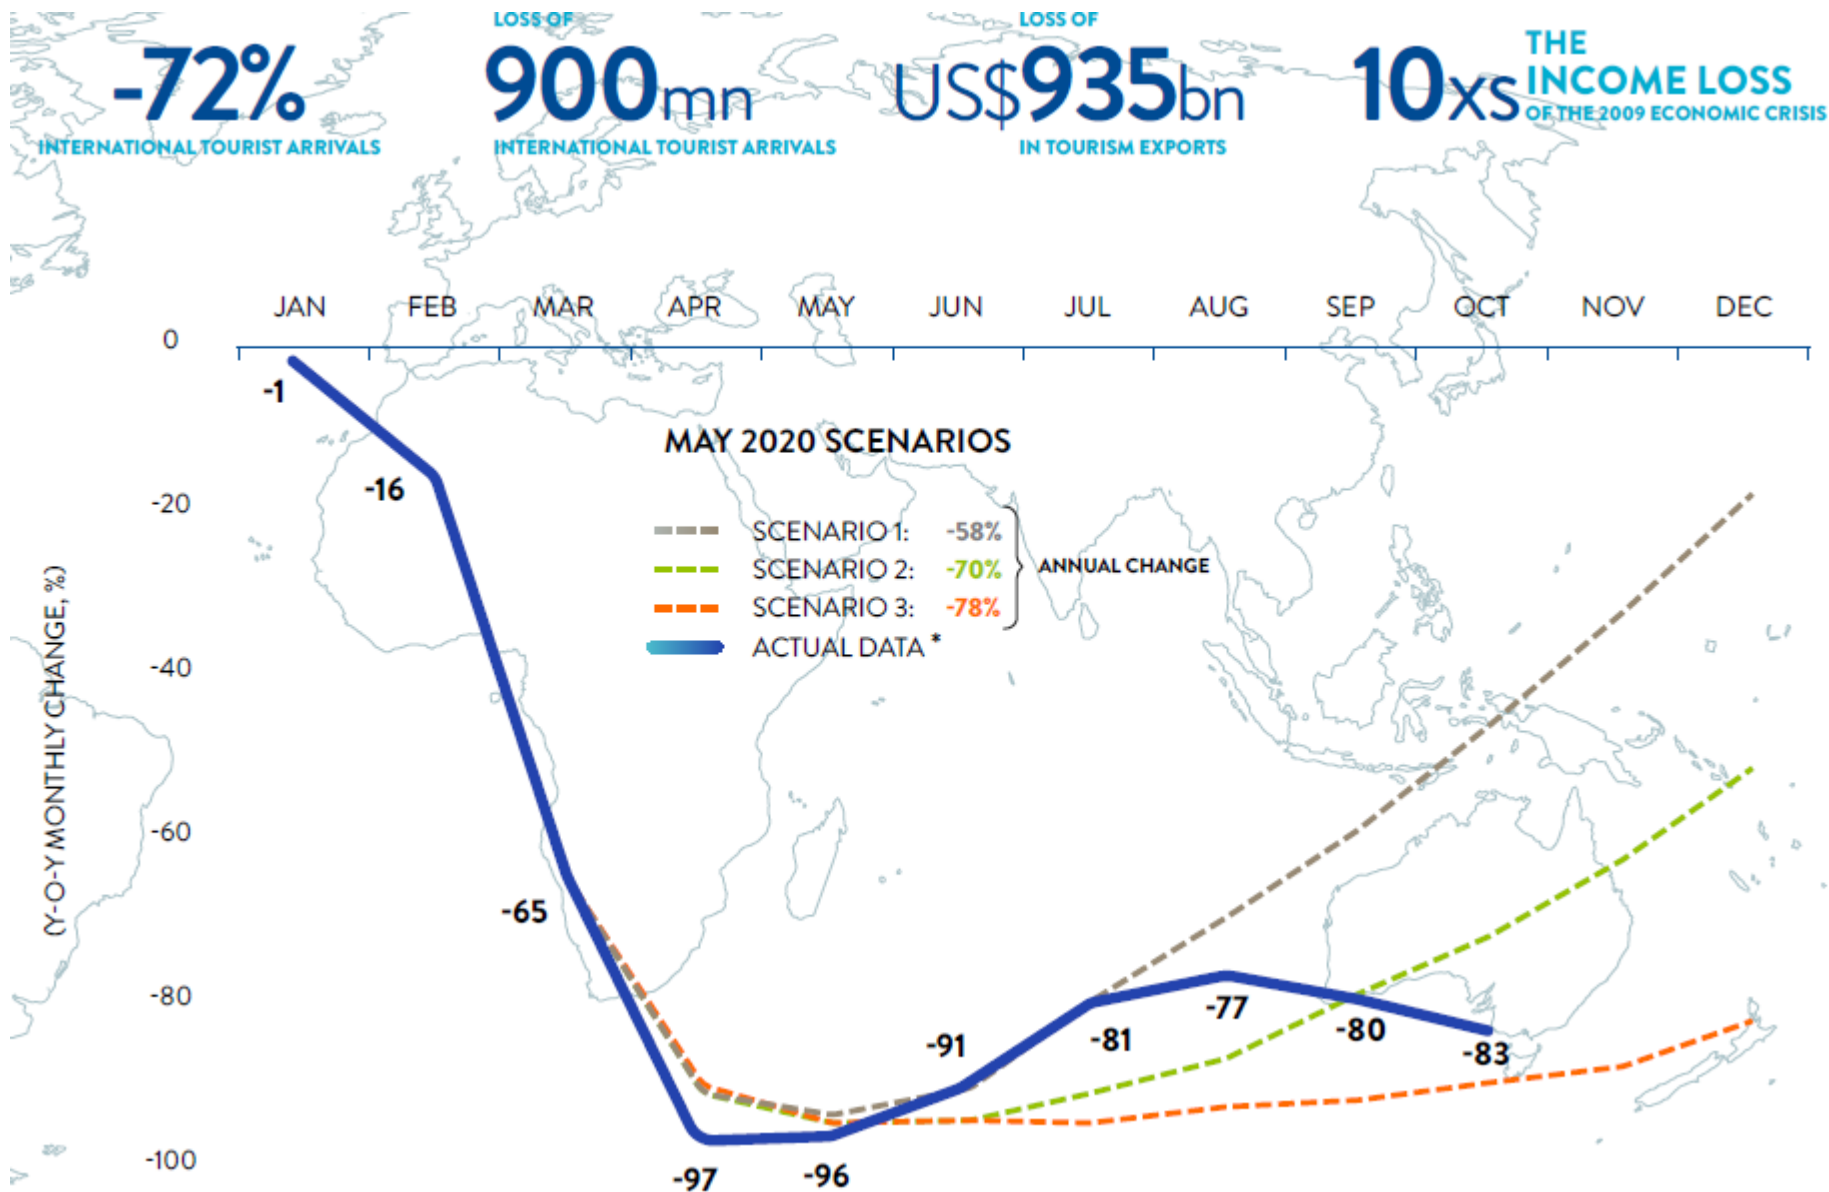 LOSS OF
-72%
INTERNATIONAL TOURIST ARRIVALS
900mn
INTERNATIONAL TOURIST ARRIVALS
LOSS OF
US$935bn
IN TOURISM EXPORTS
10xs
THE
INCOME LOSS
OF THE 2009 ECONOMIC CRISIS
JAN FEB MAR APR MAY JUN JUL AUG SEP OCT NOV DEC
0
-20
-40
-60
-80
-100
(Y-O-Y MONTHLY CHANGE, %)
MAY 2020 SCENARIOS
SCENARIO 1: -58%
SCENARIO 2: -70%
SCENARIO 3: -78%
ANNUAL CHANGE
ACTUAL DATA *
-1
-16
-65
-97
-96
-91
-81
-77
-80
-83